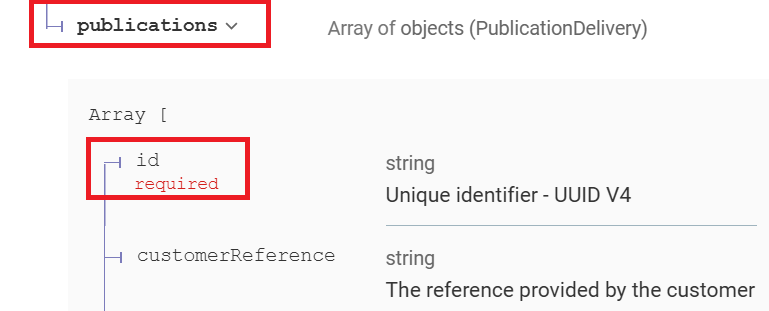 publications Array of objects (PublicationDelivery)
Array [
id string
required Unique identifier - UUID V4
customerReference string
The reference provided by the customer